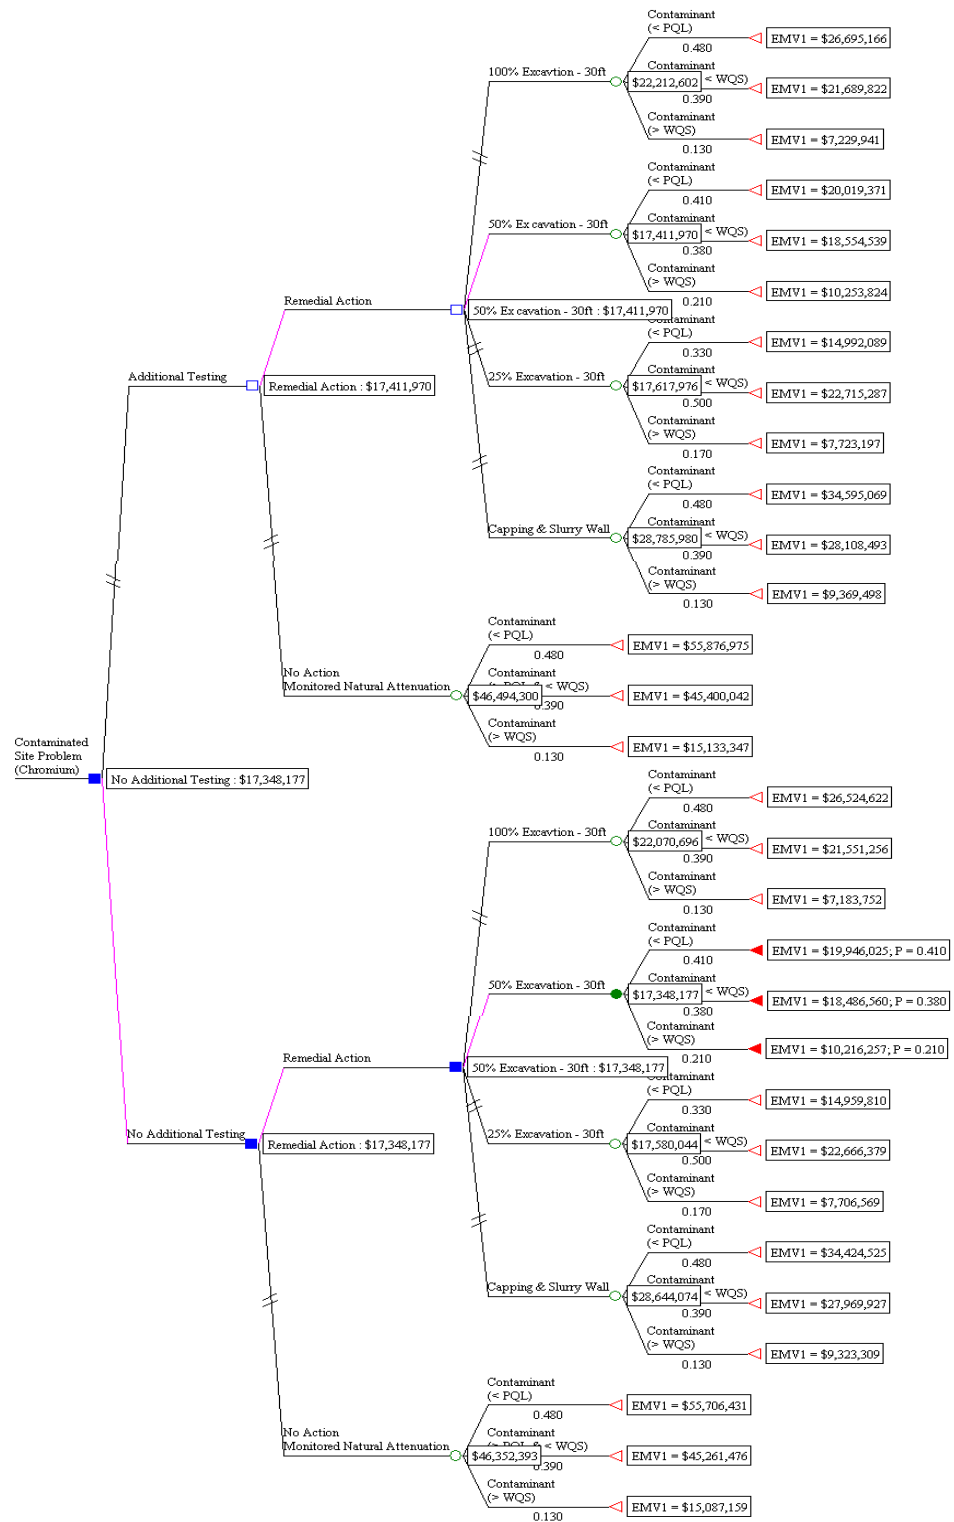 Contaminant
(< PQL)
0.480
EMV1 = $26,695,166
100% Excavtion - 30ft
Contaminant
$22,212,602
< WQS)
0.390
EMV1 = $21,689,822
Contaminant
(> WQS)
0.130
EMV1 = $7,229,941
Contaminant
(< PQL)
0.410
EMV1 = $20,019,371
50% Ex cavation - 30ft
Contaminant
$17,411,970
< WQS)
0.380
EMV1 = $18,554,539
Contaminant
(> WQS)
0.210
EMV1 = $10,253,824
Remedial Action
50% Ex cavation - 30ft : $17,411,970
Contaminant
(< PQL)
0.330
EMV1 = $14,992,089
Additional Testing
Remedial Action : $17,411,970
25% Excavation - 30ft
Contaminant
$17,617,976
< WQS)
0.500
EMV1 = $22,715,287
Contaminant
(> WQS)
0.170
EMV1 = $7,723,197
Contaminant
(< PQL)
0.480
EMV1 = $34,595,069
Capping & Slurry Wall
Contaminant
$28,785,980
< WQS)
0.390
EMV1 = $28,108,493
Contaminant
(> WQS)
0.130
EMV1 = $9,369,498
Contaminant
(< PQL)
0.480
EMV1 = $55,876,975
No Action
Monitored Natural Attenuation
Contaminant
< WQS)
$46,494,300
0.390
EMV1 = $45,400,042
Contaminant
(> WQS)
0.130
EMV1 = $15,133,347
Contaminated
Site Problem
(Chromium)
No Additional Testing : $17,348,177
Contaminant
(< PQL)
0.480
EMV1 = $26,524,622
100% Excavtion - 30ft
Contaminant
$22,070,696
< WQS)
0.390
EMV1 = $21,551,256
Contaminant
(> WQS)
0.130
EMV1 = $7,183,752
Contaminant
(< PQL)
0.410
EMV1 = $19,946,025; P = 0.410
50% Excavation - 30ft
Contaminant
$17,348,177
< WQS)
0.380
EMV1 = $18,486,560; P = 0.380
Contaminant
(> WQS)
0.210
EMV1 = $10,216,257; P = 0.210
Remedial Action
50% Excavation - 30ft : $17,348,177
Contaminant
(< PQL)
0.330
EMV1 = $14,959,810
No Additional Testing
Remedial Action : $17,348,177
25% Excavation - 30ft
Contaminant
$17,580,044
< WQS)
0.500
EMV1 = $22,666,379
Contaminant
(> WQS)
0.170
EMV1 = $7,706,569
Contaminant
(< PQL)
0.480
EMV1 = $34,424,525
Capping & Slurry Wall
Contaminant
$28,644,074
< WQS)
0.390
EMV1 = $27,969,927
Contaminant
(> WQS)
0.130
EMV1 = $9,323,309
Contaminant
(< PQL)
0.480
EMV1 = $55,706,431
No Action
Monitored Natural Attenuation
Contaminant
< WQS)
$46,352,393
0.390
EMV1 = $45,261,476
Contaminant
(> WQS)
0.130
EMV1 = $15,087,159